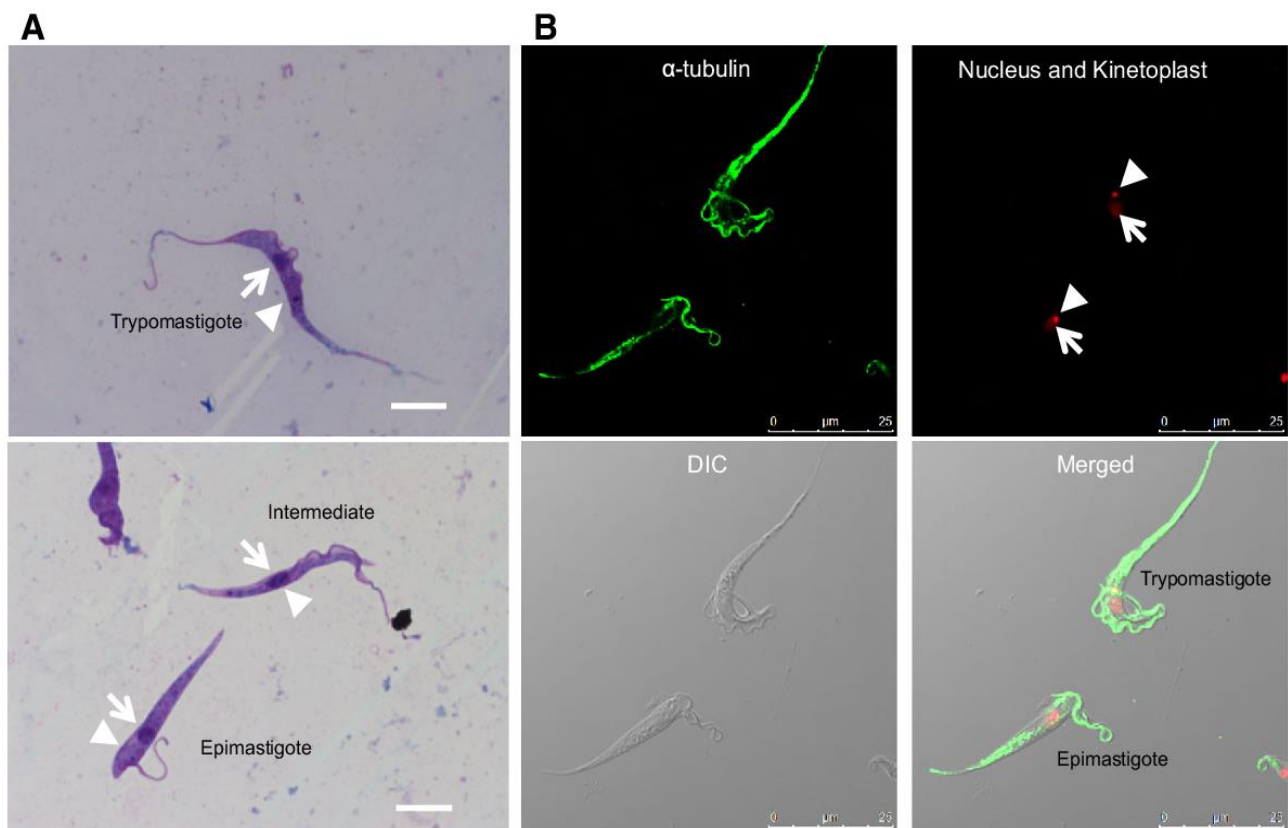 A
B
Trypomastigote
Intermediate
Epimastigote
α-tubulin
Nucleus and Kinetoplast
0 µm 25
0 µm 25
DIC
Merged
Trypomastigote
Epimastigote
0 µm 25
0 µm 25